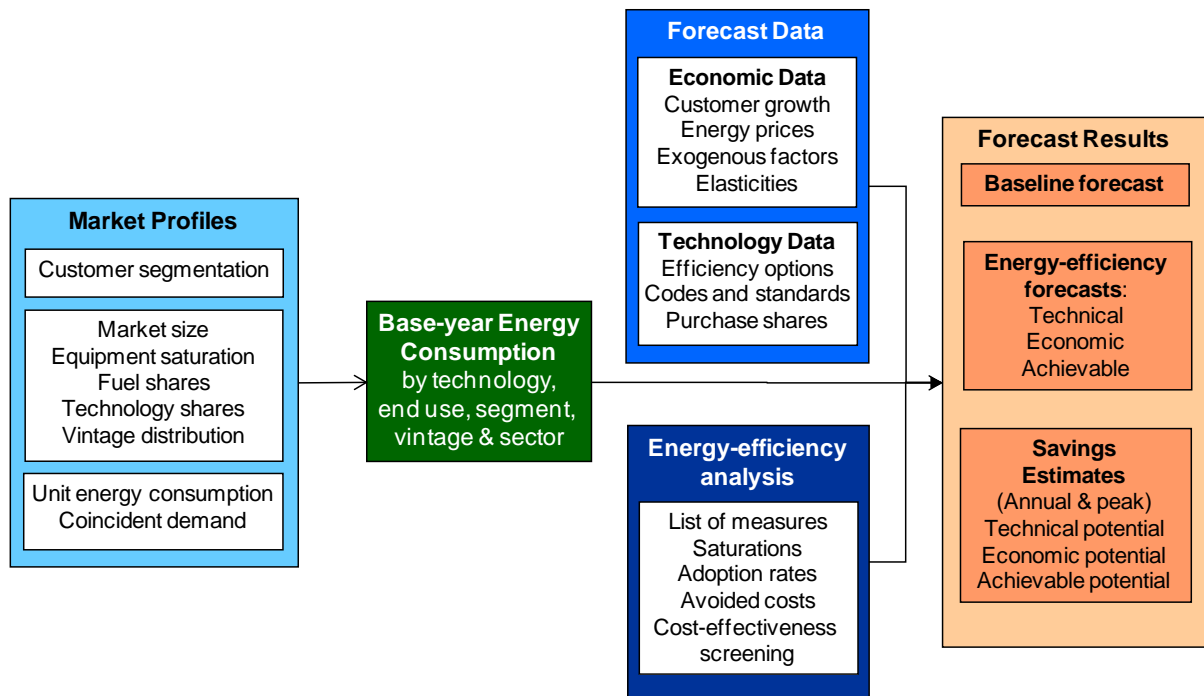 Market Profiles
Customer segmentation
Market size
Equipment saturation
Fuel shares
Technology shares
Vintage distribution
Unit energy consumption
Coincident demand
Base-year Energy
Consumption
by technology,
end use, segment,
vintage & sector
Forecast Data
Economic Data
Customer growth
Energy prices
Exogenous factors
Elasticities
Technology Data
Efficiency options
Codes and standards
Purchase shares
Energy-efficiency
analysis
List of measures
Saturations
Adoption rates
Avoided costs
Cost-effectiveness
screening
Forecast Results
Baseline forecast
Energy-efficiency
forecasts:
Technical
Economic
Achievable
Savings
Estimates
(Annual & peak)
Technical potential
Economic potential
Achievable potential